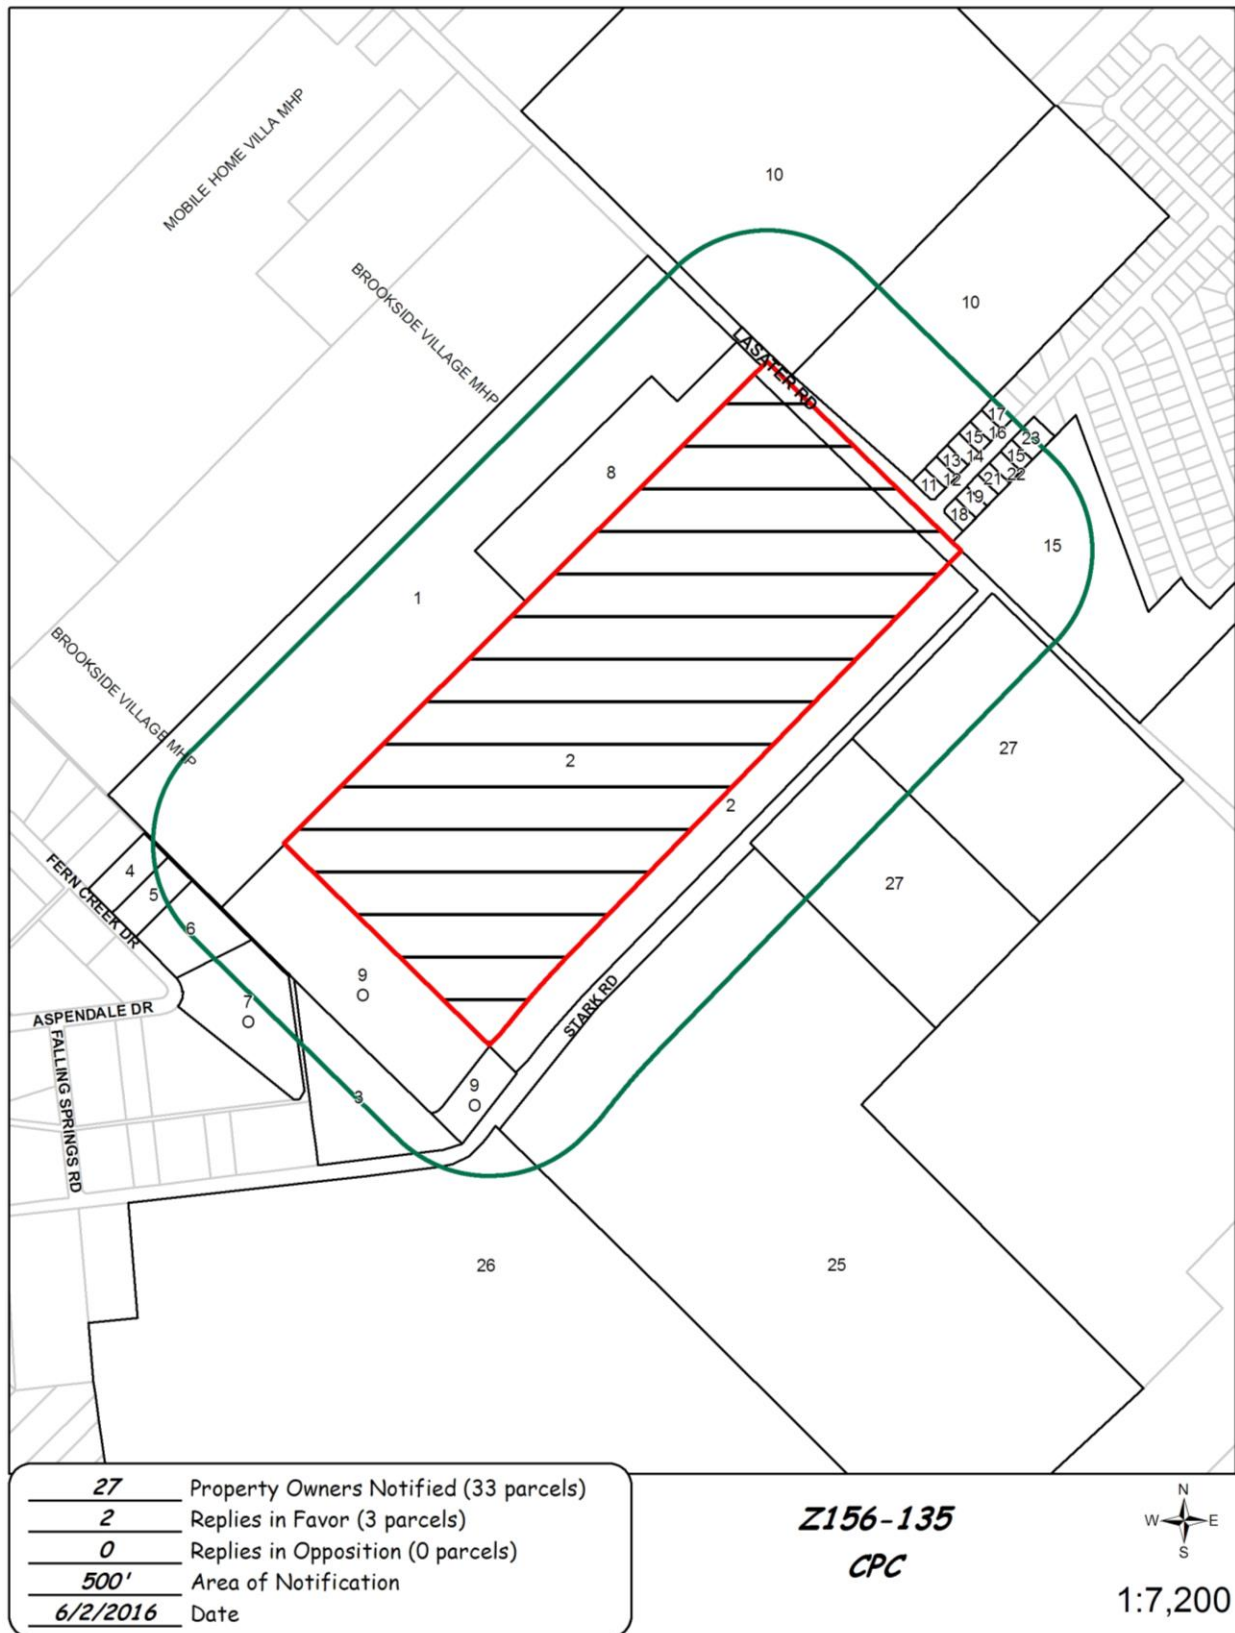 MOBILE HOME VILLA MHP
10
BROOKSIDE VILLAGE MHP
10
LASATER RD
17
16
15
23
14
13
15
22
12
11
21
19
18
8
15
1
BROOKSIDE VILLAGE MHP
2
27
2
4
FERN CREEK DR
5
27
6
9
O
7
O
ASPENDALE DR
STARK RD
FALLING SPRINGS RD
9
O
3
26
25
27 Property Owners Notified (33 parcels)
2 Replies in Favor (3 parcels)
0 Replies in Opposition (0 parcels)
500' Area of Notification
6/2/2016 Date
Z156-135
CPC
N
W E
S
1:7,200